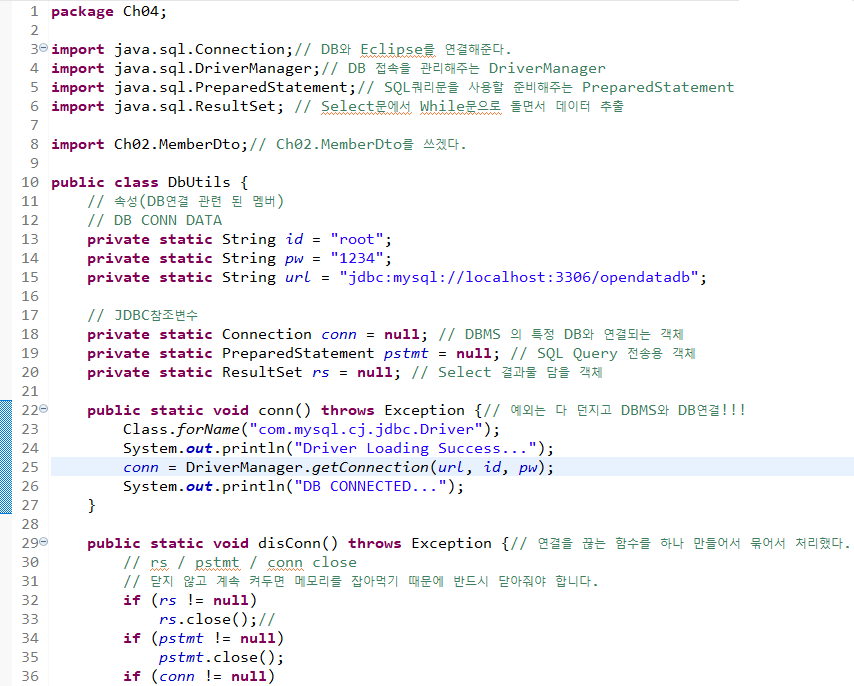 1 package Ch04;
2
3 import java.sql.Connection;// DB와 Eclipse를 연결해준다.
4 import java.sql.DriverManager;// DB 접속을 관리해주는 DriverManager
5 import java.sql.PreparedStatement;// SQL쿼리문을 사용할 준비해주는 PreparedStatement
6 import java.sql.ResultSet; // Select문에서 While문으로 돌면서 데이터 추출
7
8 import Ch02.MemberDto;// Ch02.MemberDto를 쓰겠다.
9
10 public class DbUtils {
11 // 속성(DB연결 관련 된 멤버)
12 // DB CONN DATA
13 private static String id = "root";
14 private static String pw = "1234";
15 private static String url = "jdbc:mysql://localhost:3306/opendatadb";
16
17 // JDBC참조변수
18 private static Connection conn = null; // DBMS 의 특정 DB와 연결되는 객체
19 private static PreparedStatement pstmt = null; // SQL Query 전송용 객체
20 private static ResultSet rs = null; // Select 결과물 담을 객체
21
22 public static void conn() throws Exception {// 예외는 다 던지고 DBMS와 DB연결!!!
23 Class.forName("com.mysql.cj.jdbc.Driver");
24 System.out.println("Driver Loading Success...");
25 conn = DriverManager.getConnection(url, id, pw);
26 System.out.println("DB CONNECTED...");
27 }
28
29 public static void disConn() throws Exception {// 연결을 끊는 함수를 하나 만들어서 묶어서 처리했다.
30 // rs / pstmt / conn close
31 // 닫지 않고 계속 켜두면 메모리를 잡아먹기 때문에 반드시 닫아줘야 합니다.
32 if (rs != null)
33 rs.close();//
34 if (pstmt != null)
35 pstmt.close();
36 if (conn != null)